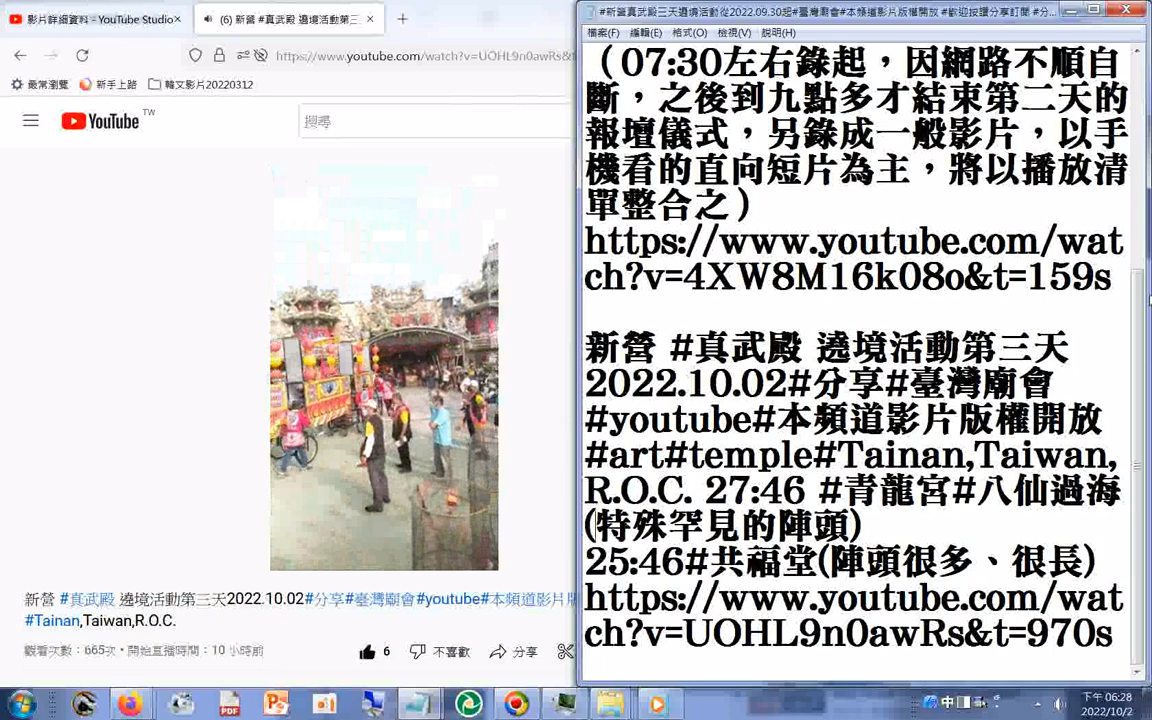 影片詳細資料 - YouTube Studio
(6) 新營 #真武殿 遶境活動第三
https://www.youtube.com/watch?v=UOHL9n0awRs&
最常瀏覽
新手上路
韓文影片20220312
YouTube TW
搜尋
新營 #真武殿 遶境活動第三天2022.10.02#分享#臺灣廟會#youtube#本頻道影片版
#Tainan,Taiwan,R.O.C.
觀看次數：665次 • 開始直播時間：10 小時前
6
不喜歡
分享
#新營真武殿三天遶境活動從2022.09.30起#臺灣廟會#本頻道影片版權開放 #歡迎按讚分享訂閱 #分...
檔案(F) 編輯(E) 格式(O) 檢視(V) 說明(H)
（07:30左右錄起，因網路不順自
斷，之後到九點多才結束第二天的
報壇儀式，另錄成一般影片，以手
機看的直向短片為主，將以播放清
單整合之）
https://www.youtube.com/wat
ch?v=4XW8M16k08o&t=159s
新營 #真武殿 遶境活動第三天
2022.10.02#分享#臺灣廟會
#youtube#本頻道影片版權開放
#art#temple#Tainan,Taiwan,
R.O.C. 27:46 #青龍宮#八仙過海
(特殊罕見的陣頭)
25:46#共福堂(陣頭很多、很長)
https://www.youtube.com/wat
ch?v=UOHL9n0awRs&t=970s
PDF
中
下午 06:28
2022/10/2